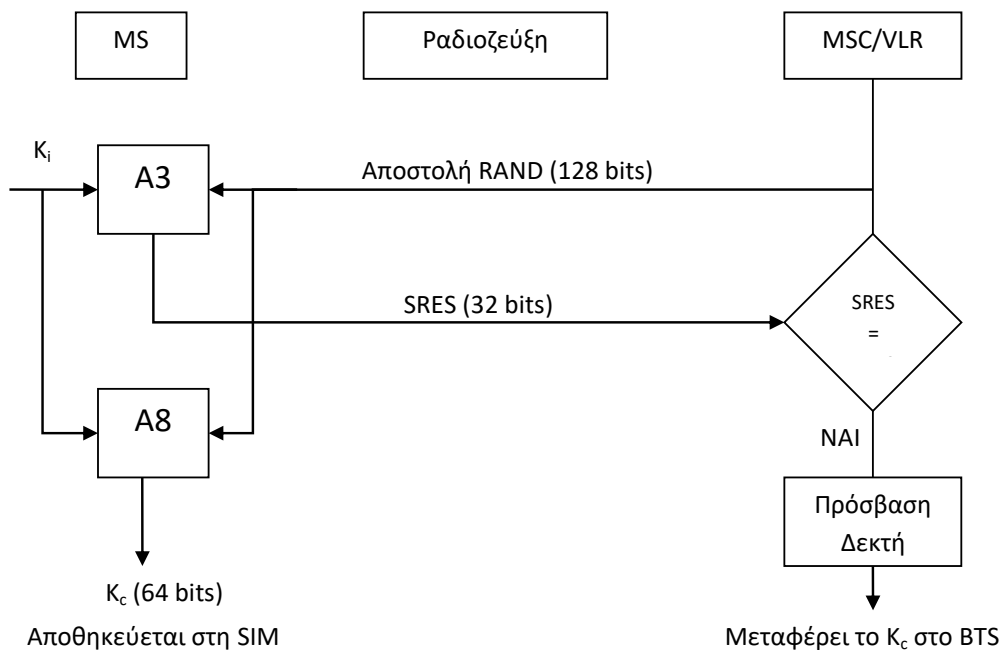 MS
Ραδιοζεύξη
MSC/VLR
Ki
A3
Αποστολή RAND (128 bits)
SRES (32 bits)
SRES
=
A8
ΝΑΙ
Πρόσβαση
Δεκτή
Kc (64 bits)
Αποθηκεύεται στη SIM
Μεταφέρει το Kc στο BTS